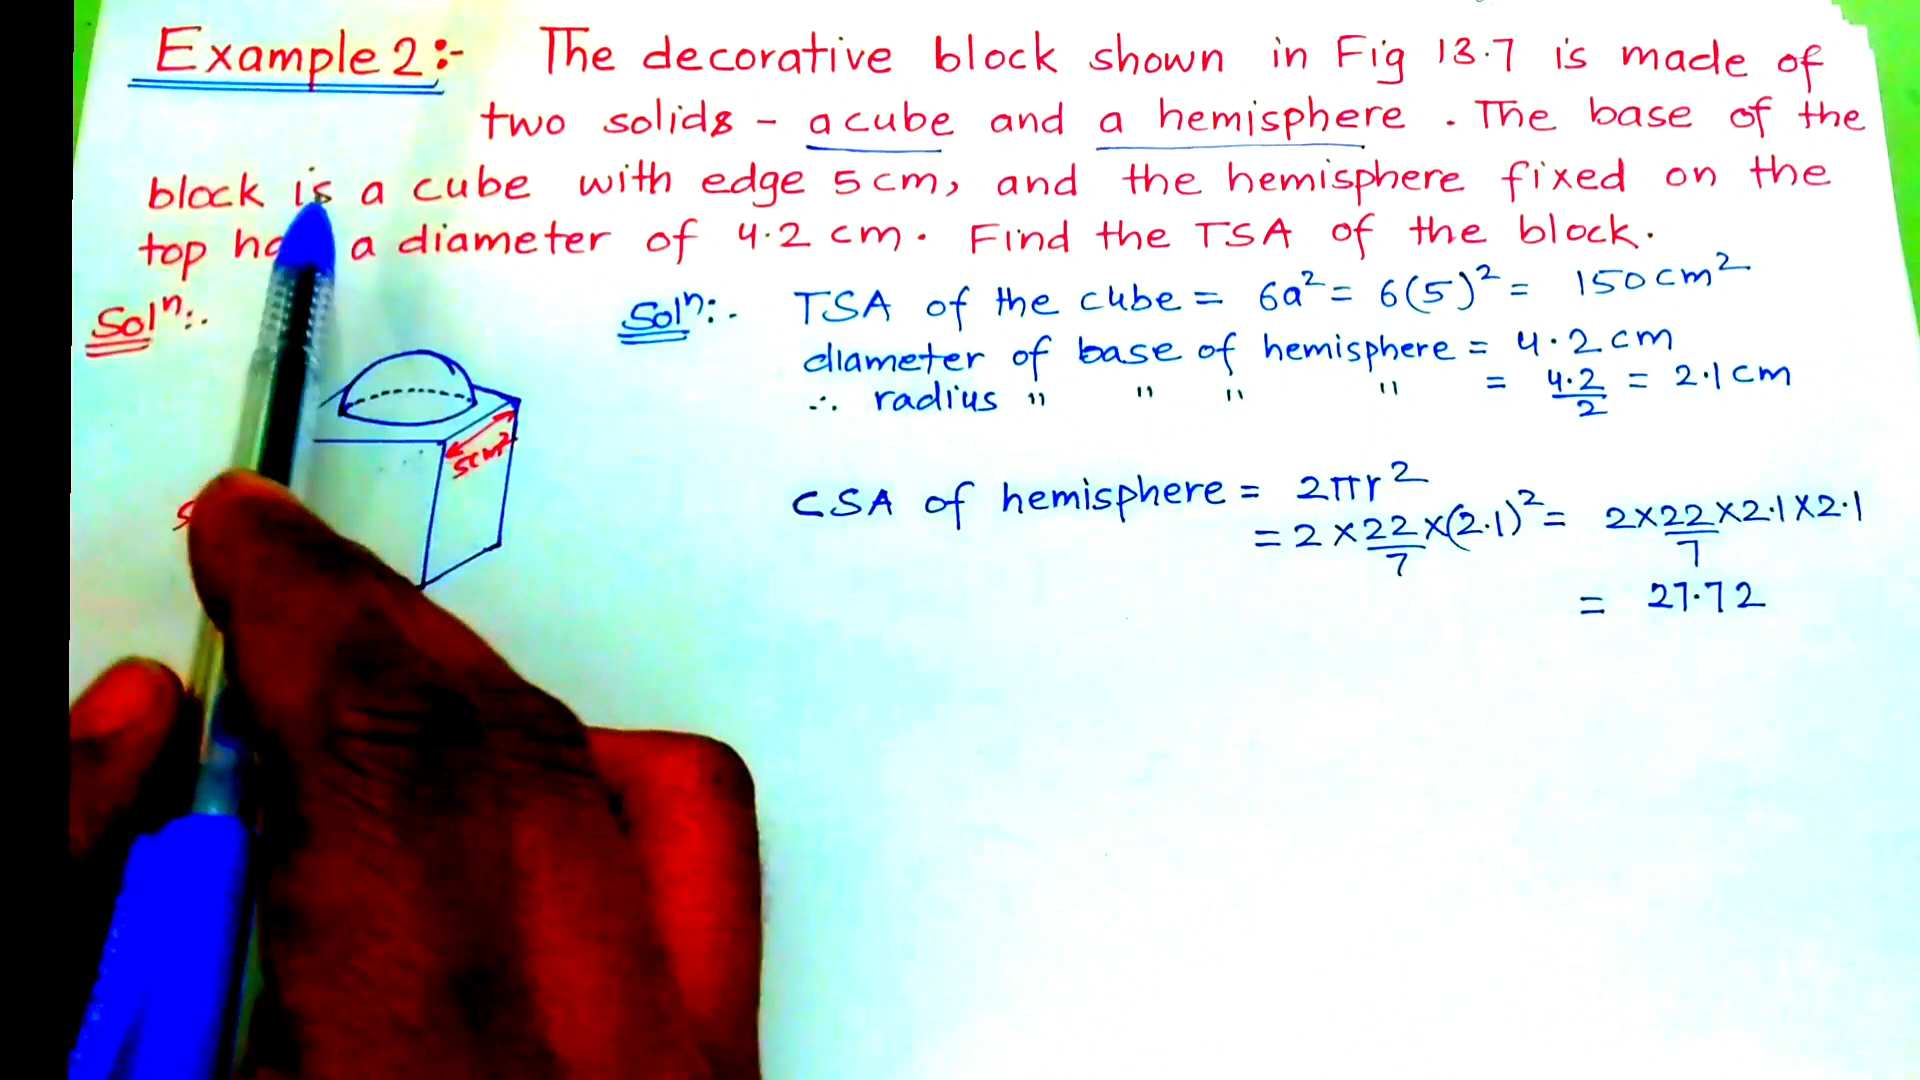 Example 2:- The decorative block shown in Fig 13.7 is made of
two solids - a cube and a hemisphere. The base of the
block is a cube with edge 5cm, and the hemisphere fixed on the
top a diameter of 4.2 cm. Find the TSA of the block.
Solⁿ:.
5cm²
Solⁿ:. TSA of the cube = 6a² = 6(5)² = 150cm²
diameter of base of hemisphere = 4.2cm
∴ radius " " " " = 4.2/2 = 2.1cm
CSA of hemisphere = 2πr²
= 2×22/7×(2.1)² = 2×22/7×2.1×2.1
= 27.72